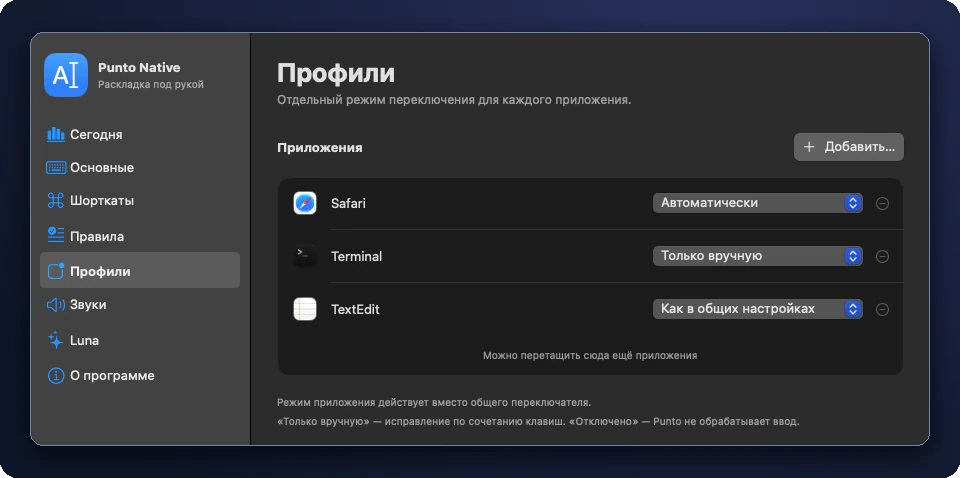 Punto Native
Раскладка под рукой
Сегодня
Основные
Шорткаты
Правила
Профили
Звуки
Luna
О программе
Профили
Отдельный режим переключения для каждого приложения.
Приложения
+ Добавить...
Safari
Автоматически
Terminal
Только вручную
TextEdit
Как в общих настройках
Можно перетащить сюда ещё приложения
Режим приложения действует вместо общего переключателя.
«Только вручную» — исправление по сочетанию клавиш. «Отключено» — Punto не обрабатывает ввод.